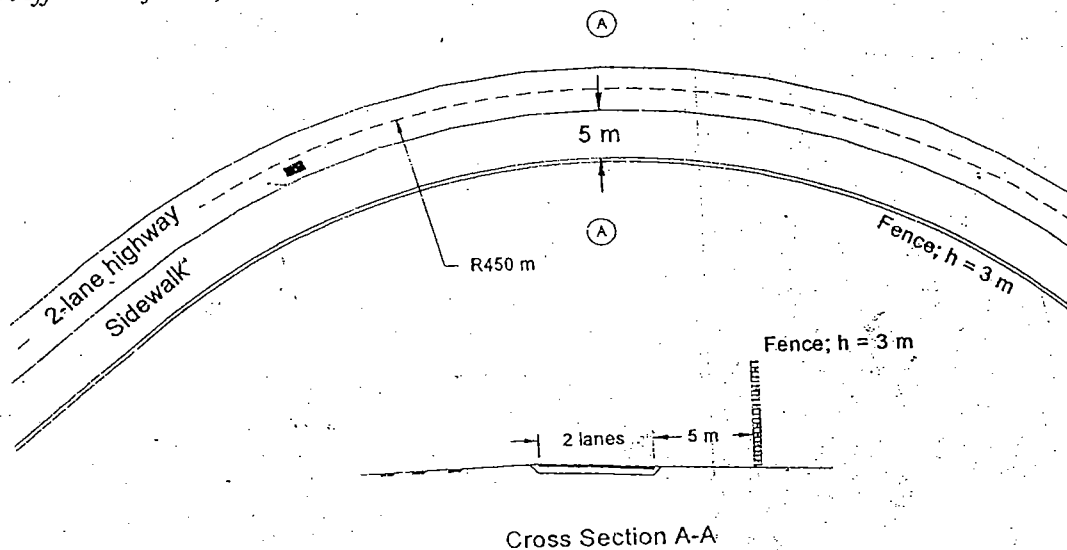 A
5 m
A
R450 m
2-lane highway
Sidewalk
Fence; h = 3 m
Fence; h = 3 m
2 lanes
5 m
Cross Section A-A